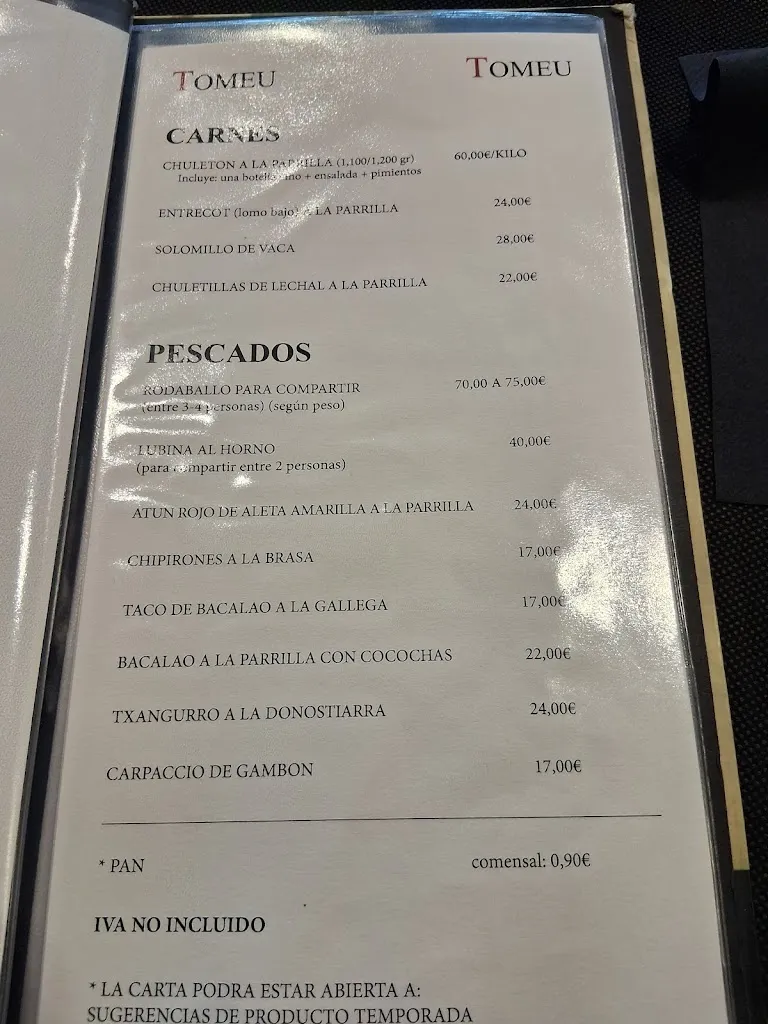 TOMEU TOMEU
CARNES
CHULETON A LA PARRILLA (1,100/1,200 gr) 60,00€/KILO
Incluye: una botella + ensalada + pimientos
ENTRECOT (lomo bajo) A LA PARRILLA 24,00€
SOLOMILLO DE VACA 28,00€
CHULETILLAS DE LECHAL A LA PARRILLA 22,00€
PESCADOS
RODABALLO PARA COMPARTIR 70,00 A 75,00€
(entre 3-4 personas) (según peso)
LUBINA AL HORNO 40,00€
(para compartir entre 2 personas)
ATUN ROJO DE ALETA AMARILLA A LA PARRILLA 24,00€
CHIPIRONES A LA BRASA 17,00€
TACO DE BACALAO A LA GALLEGA 17,00€
BACALAO A LA PARRILLA CON COCOCHAS 22,00€
TXANGURRO A LA DONOSTIARRA 24,00€
CARPACCIO DE GAMBON 17,00€
* PAN comensal: 0,90€
IVA NO INCLUIDO
* LA CARTA PODRA ESTAR ABIERTA A:
SUGERENCIAS DE PRODUCTO TEMPORADA